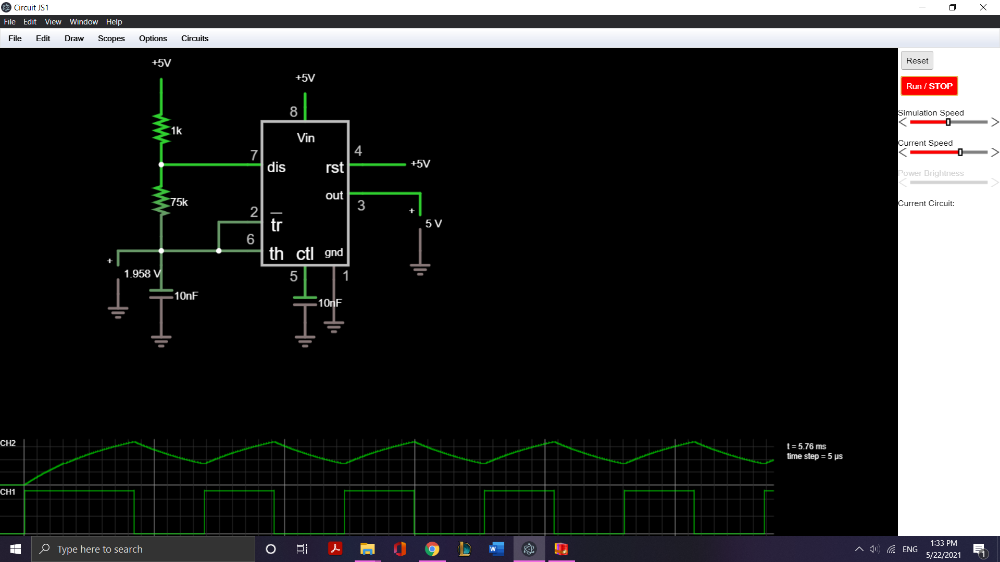 Circuit JS1
File Edit View Window Help
File Edit Draw Scopes Options Circuits
+5V
+5V
8
1k
Vin
7
4
dis
rst
+5V
out
75k
3
2
tr
+
5 V
6
th
ctl
gnd
+
1.958 V
5
1
10nF
10nF
Reset
Run / STOP
Simulation Speed
Current Speed
Power Brightness
Current Circuit:
CH2
t = 5.76 ms
time step = 5 µs
CH1
Type here to search
ENG
1:33 PM
5/22/2021
1